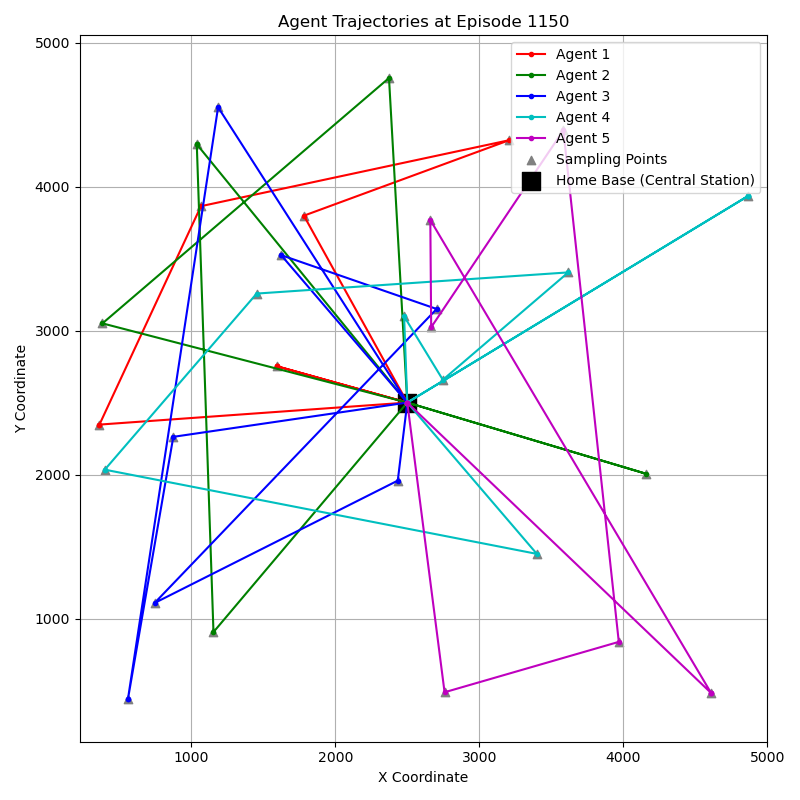 Agent Trajectories at Episode 1150
5000
4000
3000
2000
1000
Y Coordinate
Agent 1
Agent 2
Agent 3
Agent 4
Agent 5
Sampling Points
Home Base (Central Station)
1000 2000 3000 4000 5000
X Coordinate